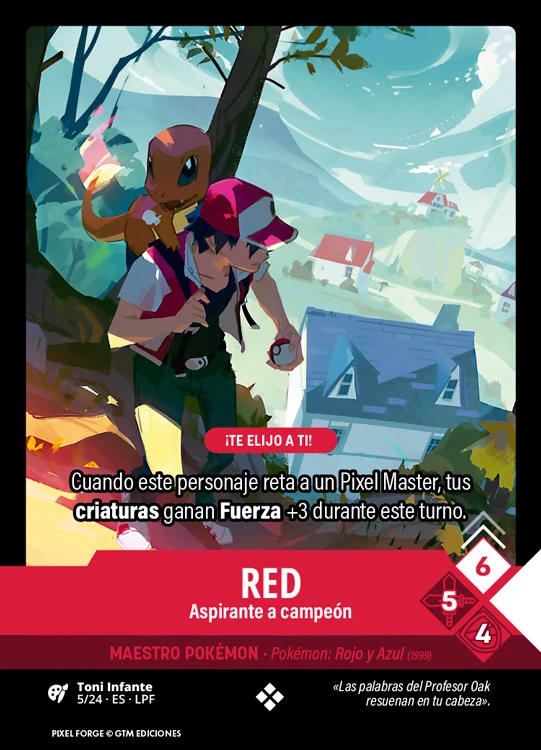 ¡TE ELIJO A TI!
Cuando este personaje reta a un Pixel Master, tus
criaturas ganan Fuerza +3 durante este turno.
6
RED
5
Aspirante a campeón
4
MAESTRO POKÉMON · Pokémon: Rojo y Azul (1999)
Toni Infante
5/24 · ES · LPF
«Las palabras del Profesor Oak
resuenan en tu cabeza».
PIXEL FORGE © GTM EDICIONES